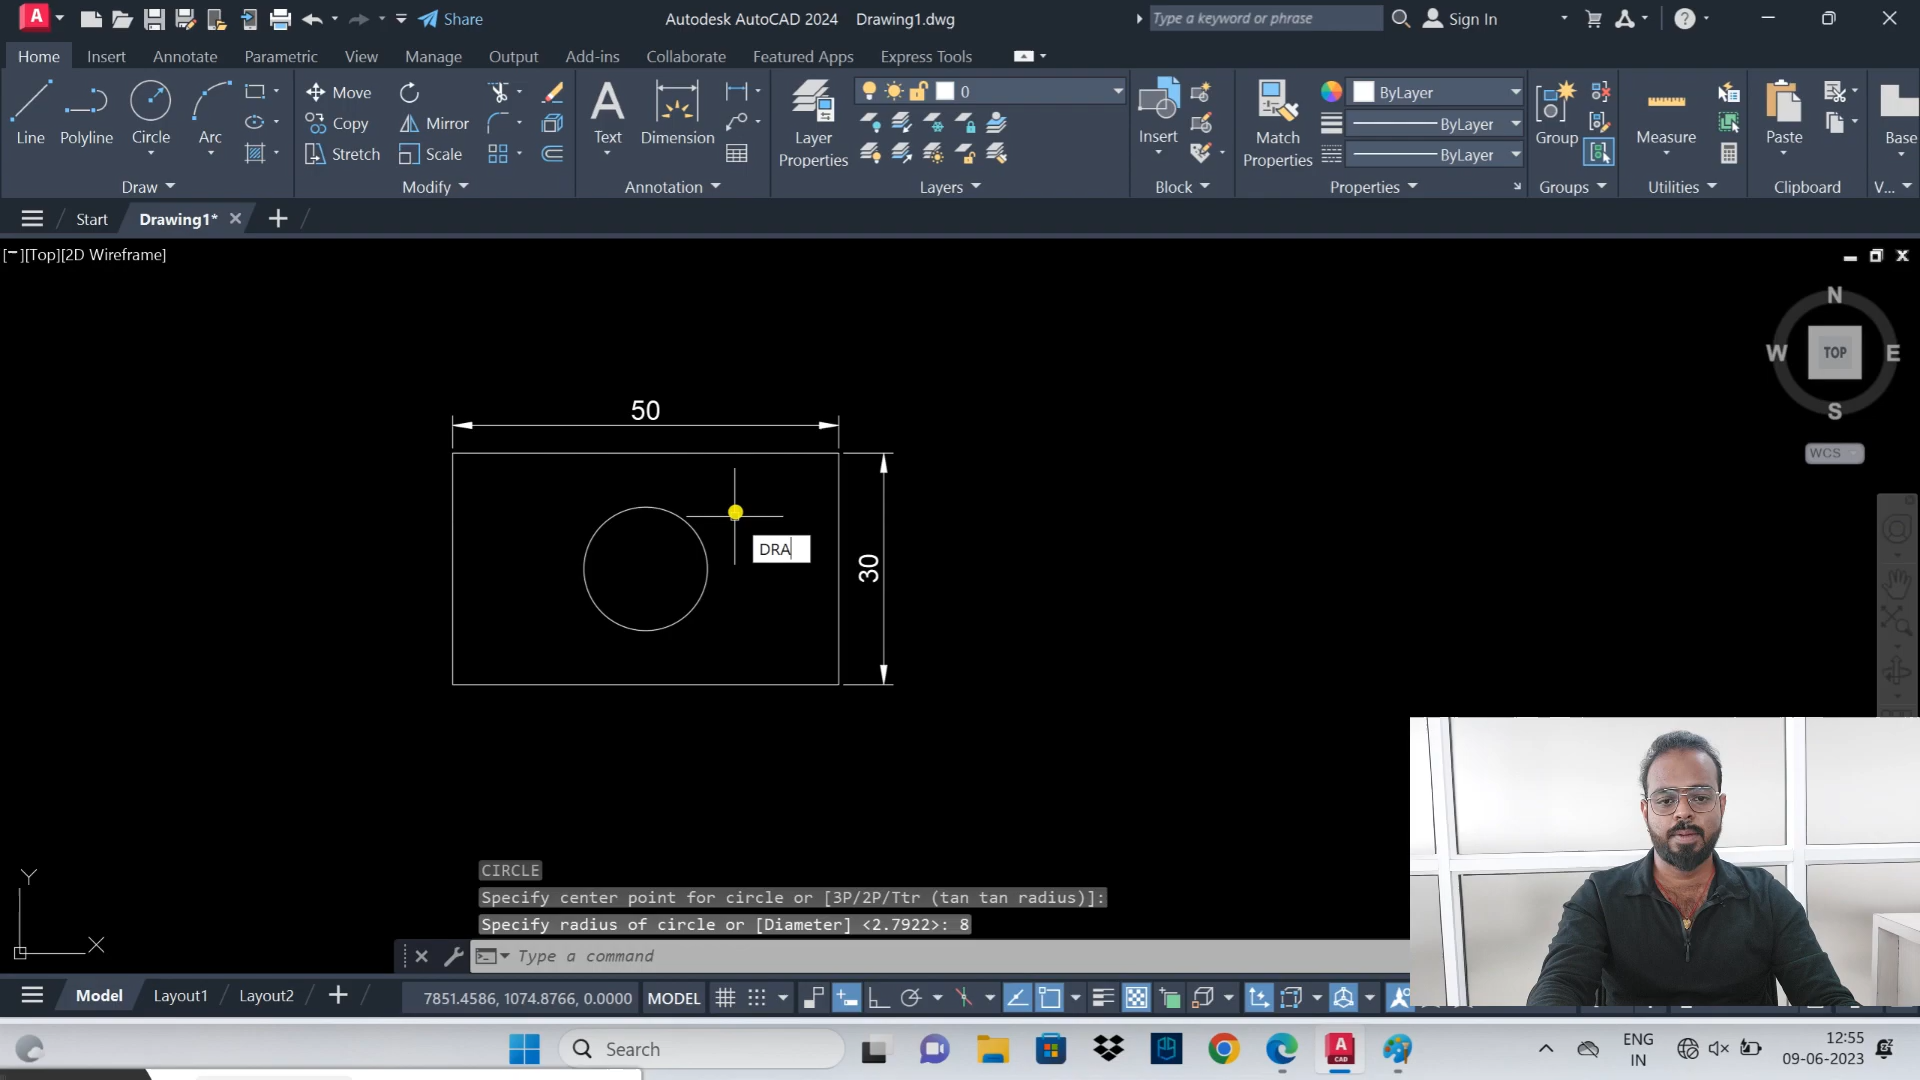 A Share Autodesk AutoCAD 2024 Drawing1.dwg Type a keyword or phrase Sign In
Home Insert Annotate Parametric View Manage Output Add-ins Collaborate Featured Apps Express Tools
Line Polyline Circle Arc
Move
Copy Mirror
Stretch Scale
Text Dimension
Layer Properties
0
Insert
Match Properties
ByLayer
ByLayer
ByLayer
Group Measure Paste Base
Draw Modify Annotation Layers Block Properties Groups Utilities Clipboard V...
Start Drawing1*
[−][Top][2D Wireframe]
N
W TOP E
S
WCS
50
DRA
30
Y
X
CIRCLE
Specify center point for circle or [3P/2P/Ttr (tan tan radius)]:
Specify radius of circle or [Diameter] <2.7922>: 8
Type a command
Model Layout1 Layout2 7851.4586, 1074.8766, 0.0000 MODEL
Search
A CAD
ENG IN
12:55
09-06-2023